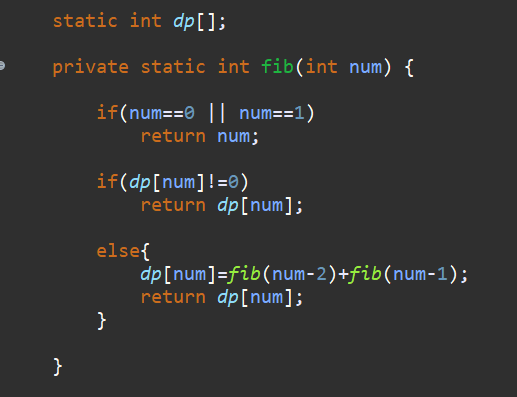 static int dp[];
private static int fib(int num) {
if(num==0 || num==1)
return num;
if(dp[num]!=0)
return dp[num];
else{
dp[num]=fib(num-2)+fib(num-1);
return dp[num];
}
}